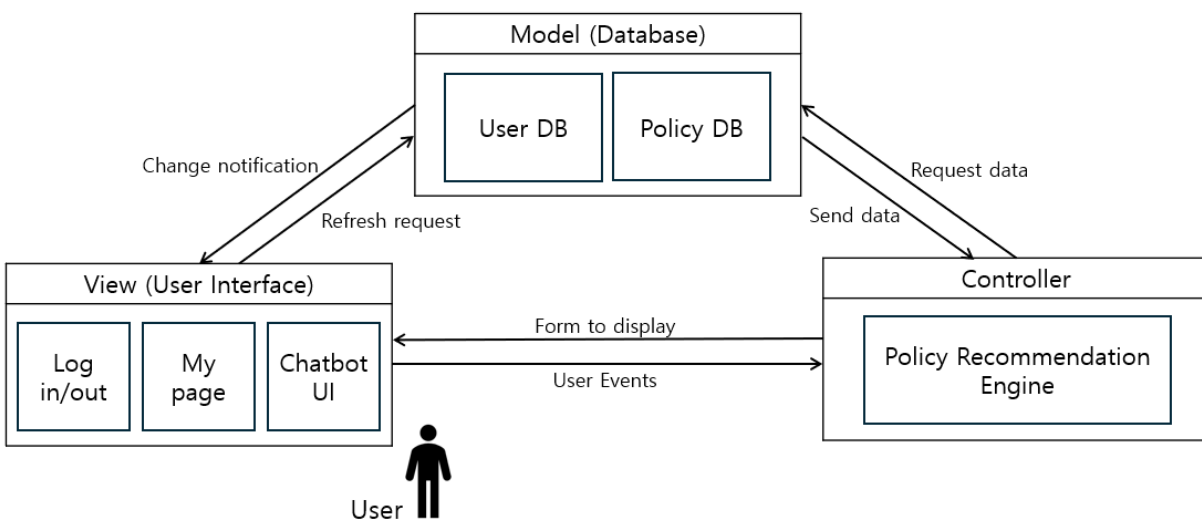 Model (Database)
User DB
Policy DB
Change notification
Refresh request
Request data
Send data
View (User Interface)
Log
in/out
My
page
Chatbot
UI
Form to display
User Events
Controller
Policy Recommendation
Engine
User